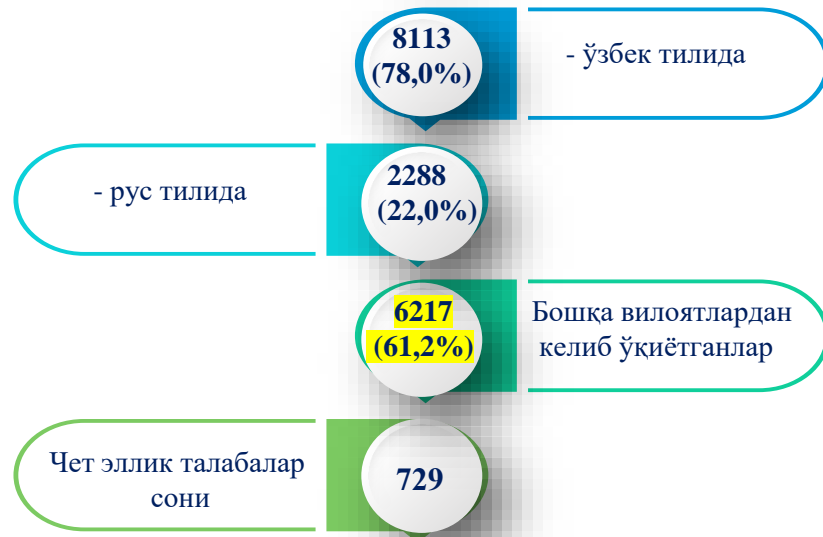 8113
(78,0%)
- ўзбек тилида
- рус тилида
2288
(22,0%)
6217
(61,2%)
Бошқа вилоятлардан
келиб ўқиётганлар
Чет эллик талабалар
сони
729